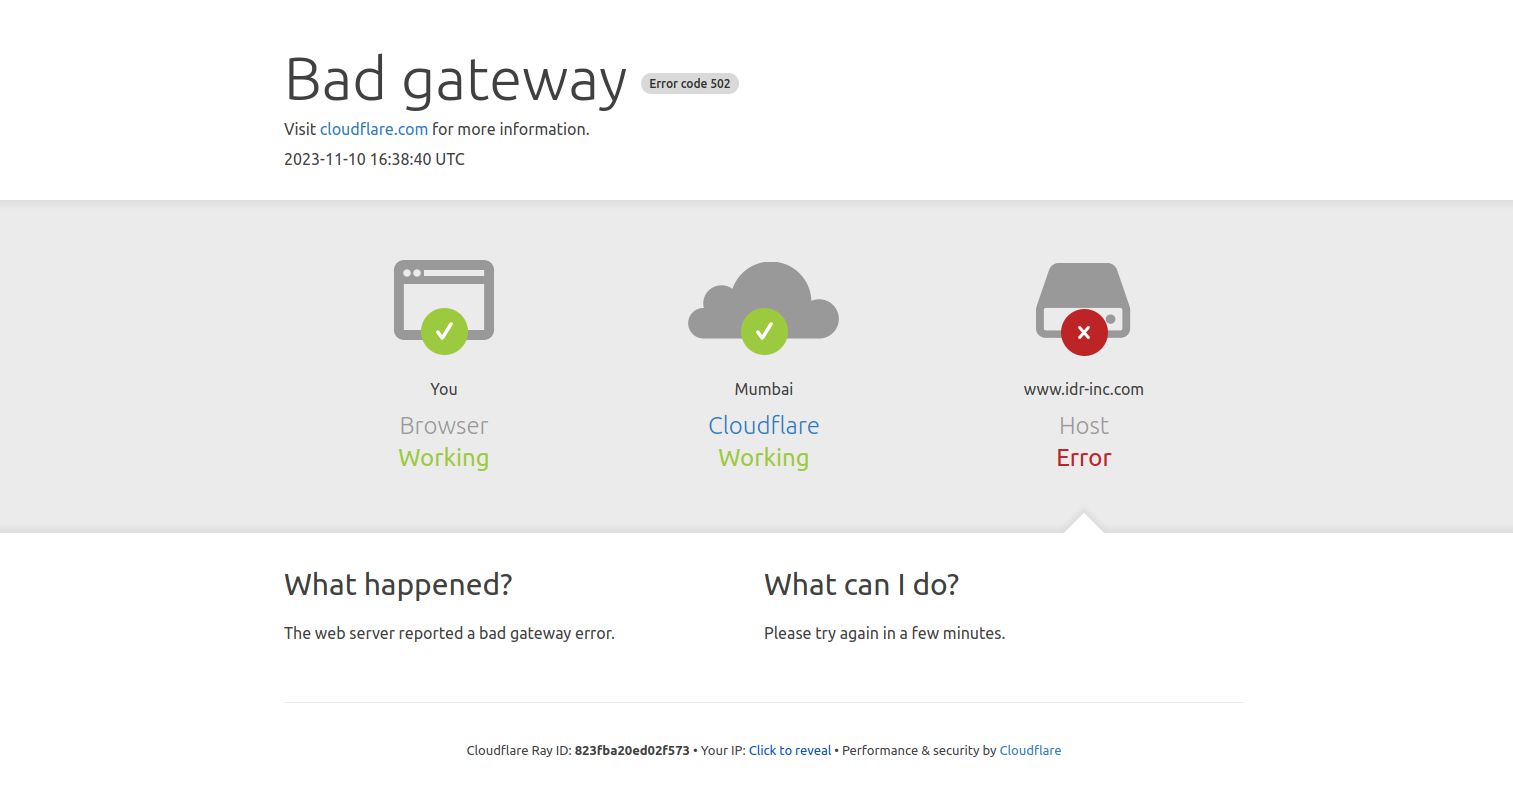 Bad gateway Error code 502
Visit cloudflare.com for more information.
2023-11-10 16:38:40 UTC
You
Browser
Working
Mumbai
Cloudflare
Working
www.idr-inc.com
Host
Error
What happened?
The web server reported a bad gateway error.
What can I do?
Please try again in a few minutes.
Cloudflare Ray ID: 823fba20ed02f573 • Your IP: Click to reveal • Performance & security by Cloudflare